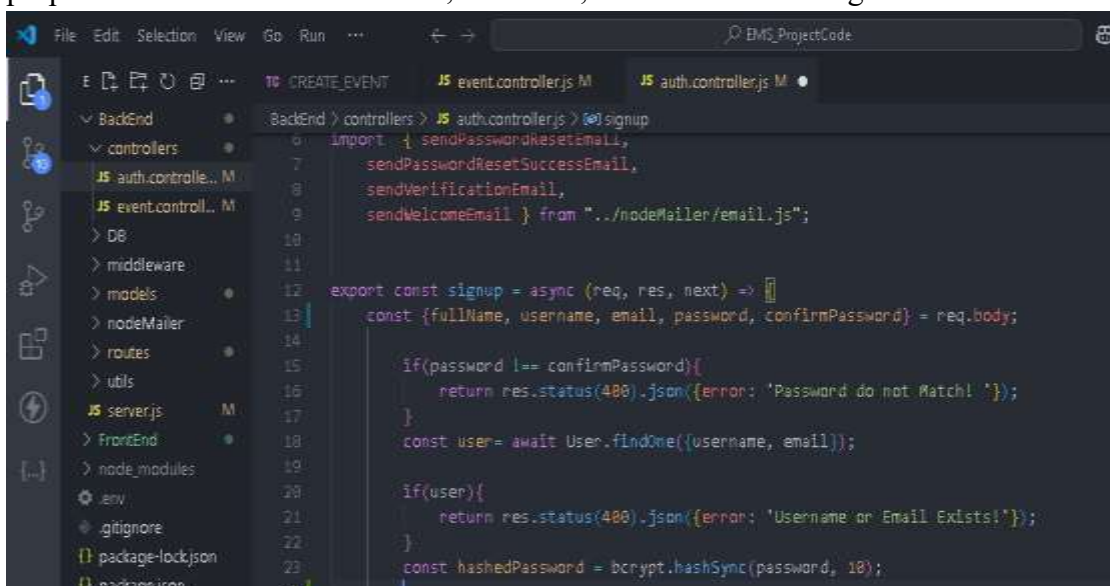 File Edit Selection View Go Run ... EMS_ProjectCode
E ... CREATE_EVENT JS event.controller.js M JS auth.controller.js M
BackEnd
BackEnd > controllers > JS auth.controller.js > signup
controllers
JS auth.controlle... M
JS event.controll... M
DB
middleware
models
nodeMailer
routes
utils
JS server.js M
FrontEnd
node_modules
.env
.gitignore
package-lock.json
6 import { sendPasswordResetEmail,
7 sendPasswordResetSuccessEmail,
8 sendVerificationEmail,
9 sendWelcomeEmail } from "../nodeMailer/email.js";
10
11
12 export const signup = async (req, res, next) => {
13 const {fullName, username, email, password, confirmPassword} = req.body;
14
15 if(password !== confirmPassword){
16 return res.status(400).json({error: 'Password do not Match! '});
17 }
18 const user= await User.findOne({username, email});
19
20 if(user){
21 return res.status(400).json({error: 'Username or Email Exists!'});
22 }
23 const hashedPassword = bcrypt.hashSync(password, 10);